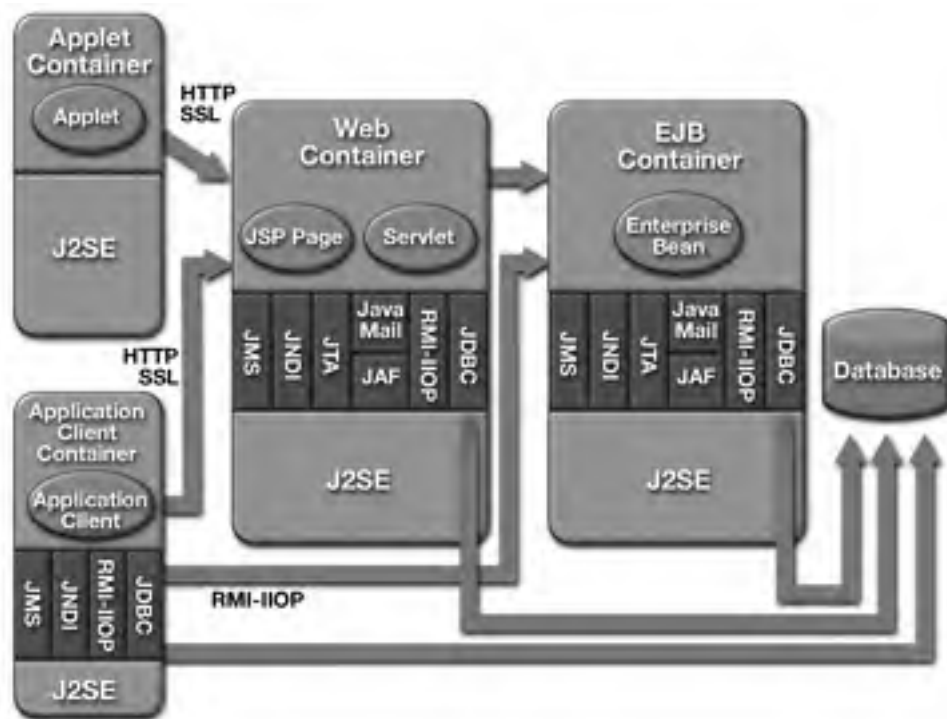 Applet
Container
Applet
J2SE
HTTP
SSL
Web
Container
JSP Page
Servlet
JMS
JNDI
JTA
Java
Mail
JAF
RMI-IIOP
JDBC
J2SE
EJB
Container
Enterprise
Bean
JMS
JNDI
JTA
Java
Mail
JAF
RMI-IIOP
JDBC
J2SE
Database
HTTP
SSL
Application
Client
Container
Application
Client
JMS
JNDI
RMI-IIOP
JDBC
J2SE
RMI-IIOP